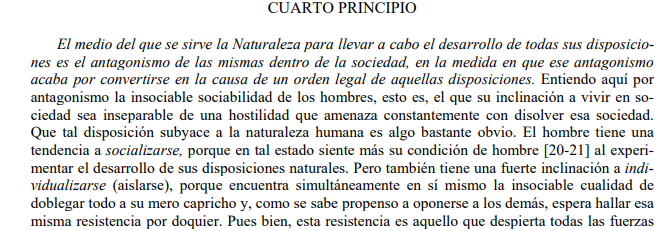 CUARTO PRINCIPIO
El medio del que se sirve la Naturaleza para llevar a cabo el desarrollo de todas sus disposicio-
nes es el antagonismo de las mismas dentro de la sociedad, en la medida en que ese antagonismo
acaba por convertirse en la causa de un orden legal de aquellas disposiciones. Entiendo aquí por
antagonismo la insociable sociabilidad de los hombres, esto es, el que su inclinación a vivir en so-
ciedad sea inseparable de una hostilidad que amenaza constantemente con disolver esa sociedad.
Que tal disposición subyace a la naturaleza humana es algo bastante obvio. El hombre tiene una
tendencia a socializarse, porque en tal estado siente más su condición de hombre [20-21] al experi-
mentar el desarrollo de sus disposiciones naturales. Pero también tiene una fuerte inclinación a indi-
vidualizarse (aislarse), porque encuentra simultáneamente en sí mismo la insociable cualidad de
doblegar todo a su mero capricho y, como se sabe propenso a oponerse a los demás, espera hallar esa
misma resistencia por doquier. Pues bien, esta resistencia es aquello que despierta todas las fuerzas